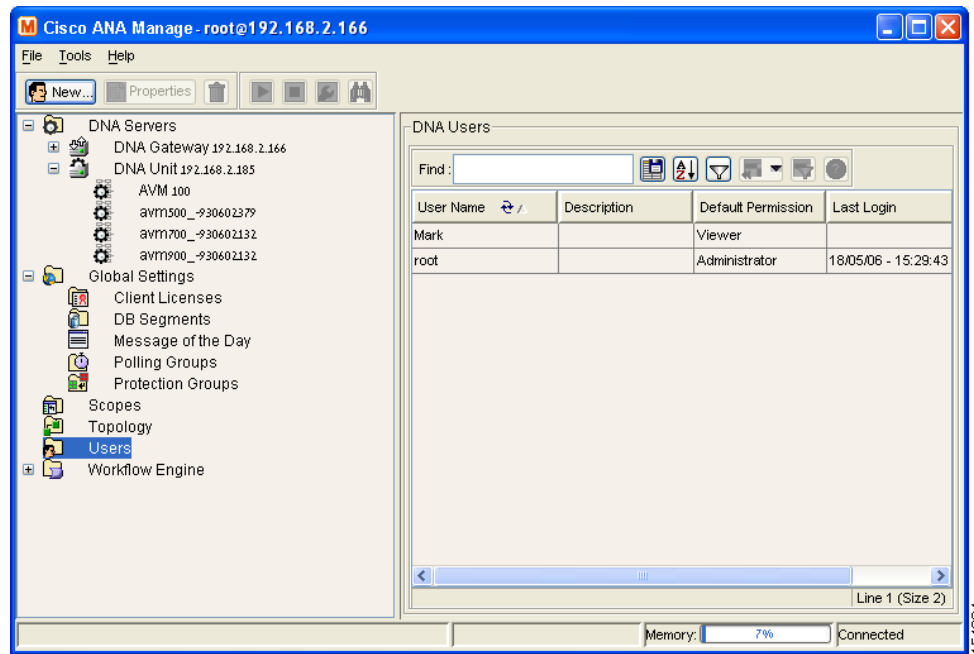 Cisco ANA Manage - root@192.168.2.166
File Tools Help
New... Properties
DNA Servers
DNA Gateway 192.168.2.166
DNA Unit 192.168.2.185
AVM 100
avm500_-930602379
avm700_-930602132
avm900_-930602132
Global Settings
Client Licenses
DB Segments
Message of the Day
Polling Groups
Protection Groups
Scopes
Topology
Users
Workflow Engine
DNA Users
Find :
User Name Description Default Permission Last Login
Mark Viewer
root Administrator 18/05/06 - 15:29:43
Line 1 (Size 2)
Memory: 7% Connected